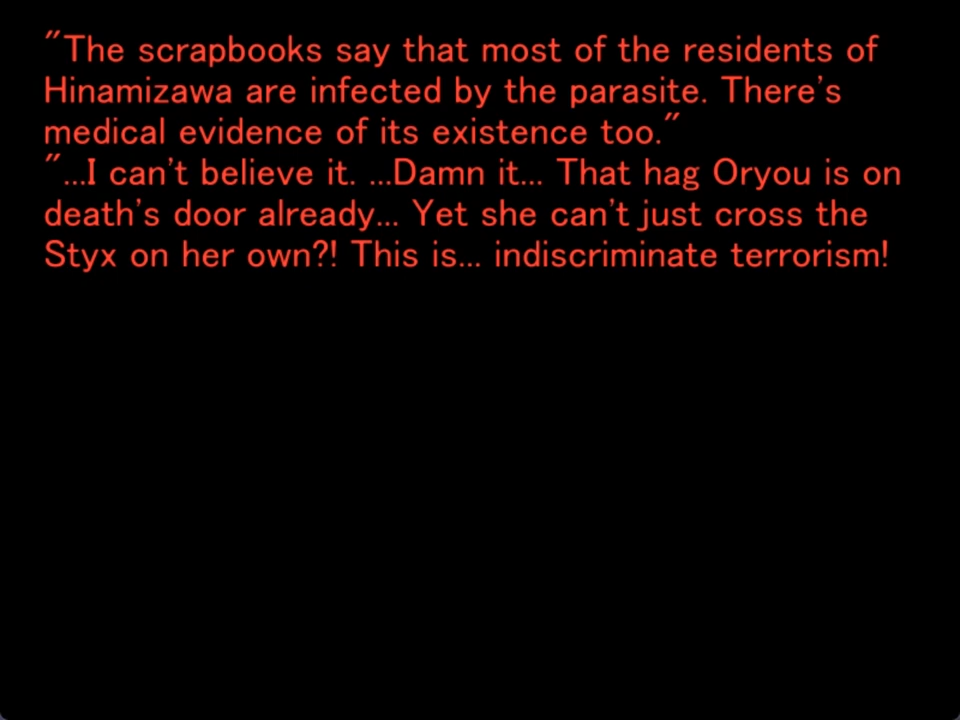 "The scrapbooks say that most of the residents of
Hinamizawa are infected by the parasite. There's
medical evidence of its existence too."
"...I can't believe it. ...Damn it... That hag Oryou is on
death's door already... Yet she can't just cross the
Styx on her own?! This is... indiscriminate terrorism!